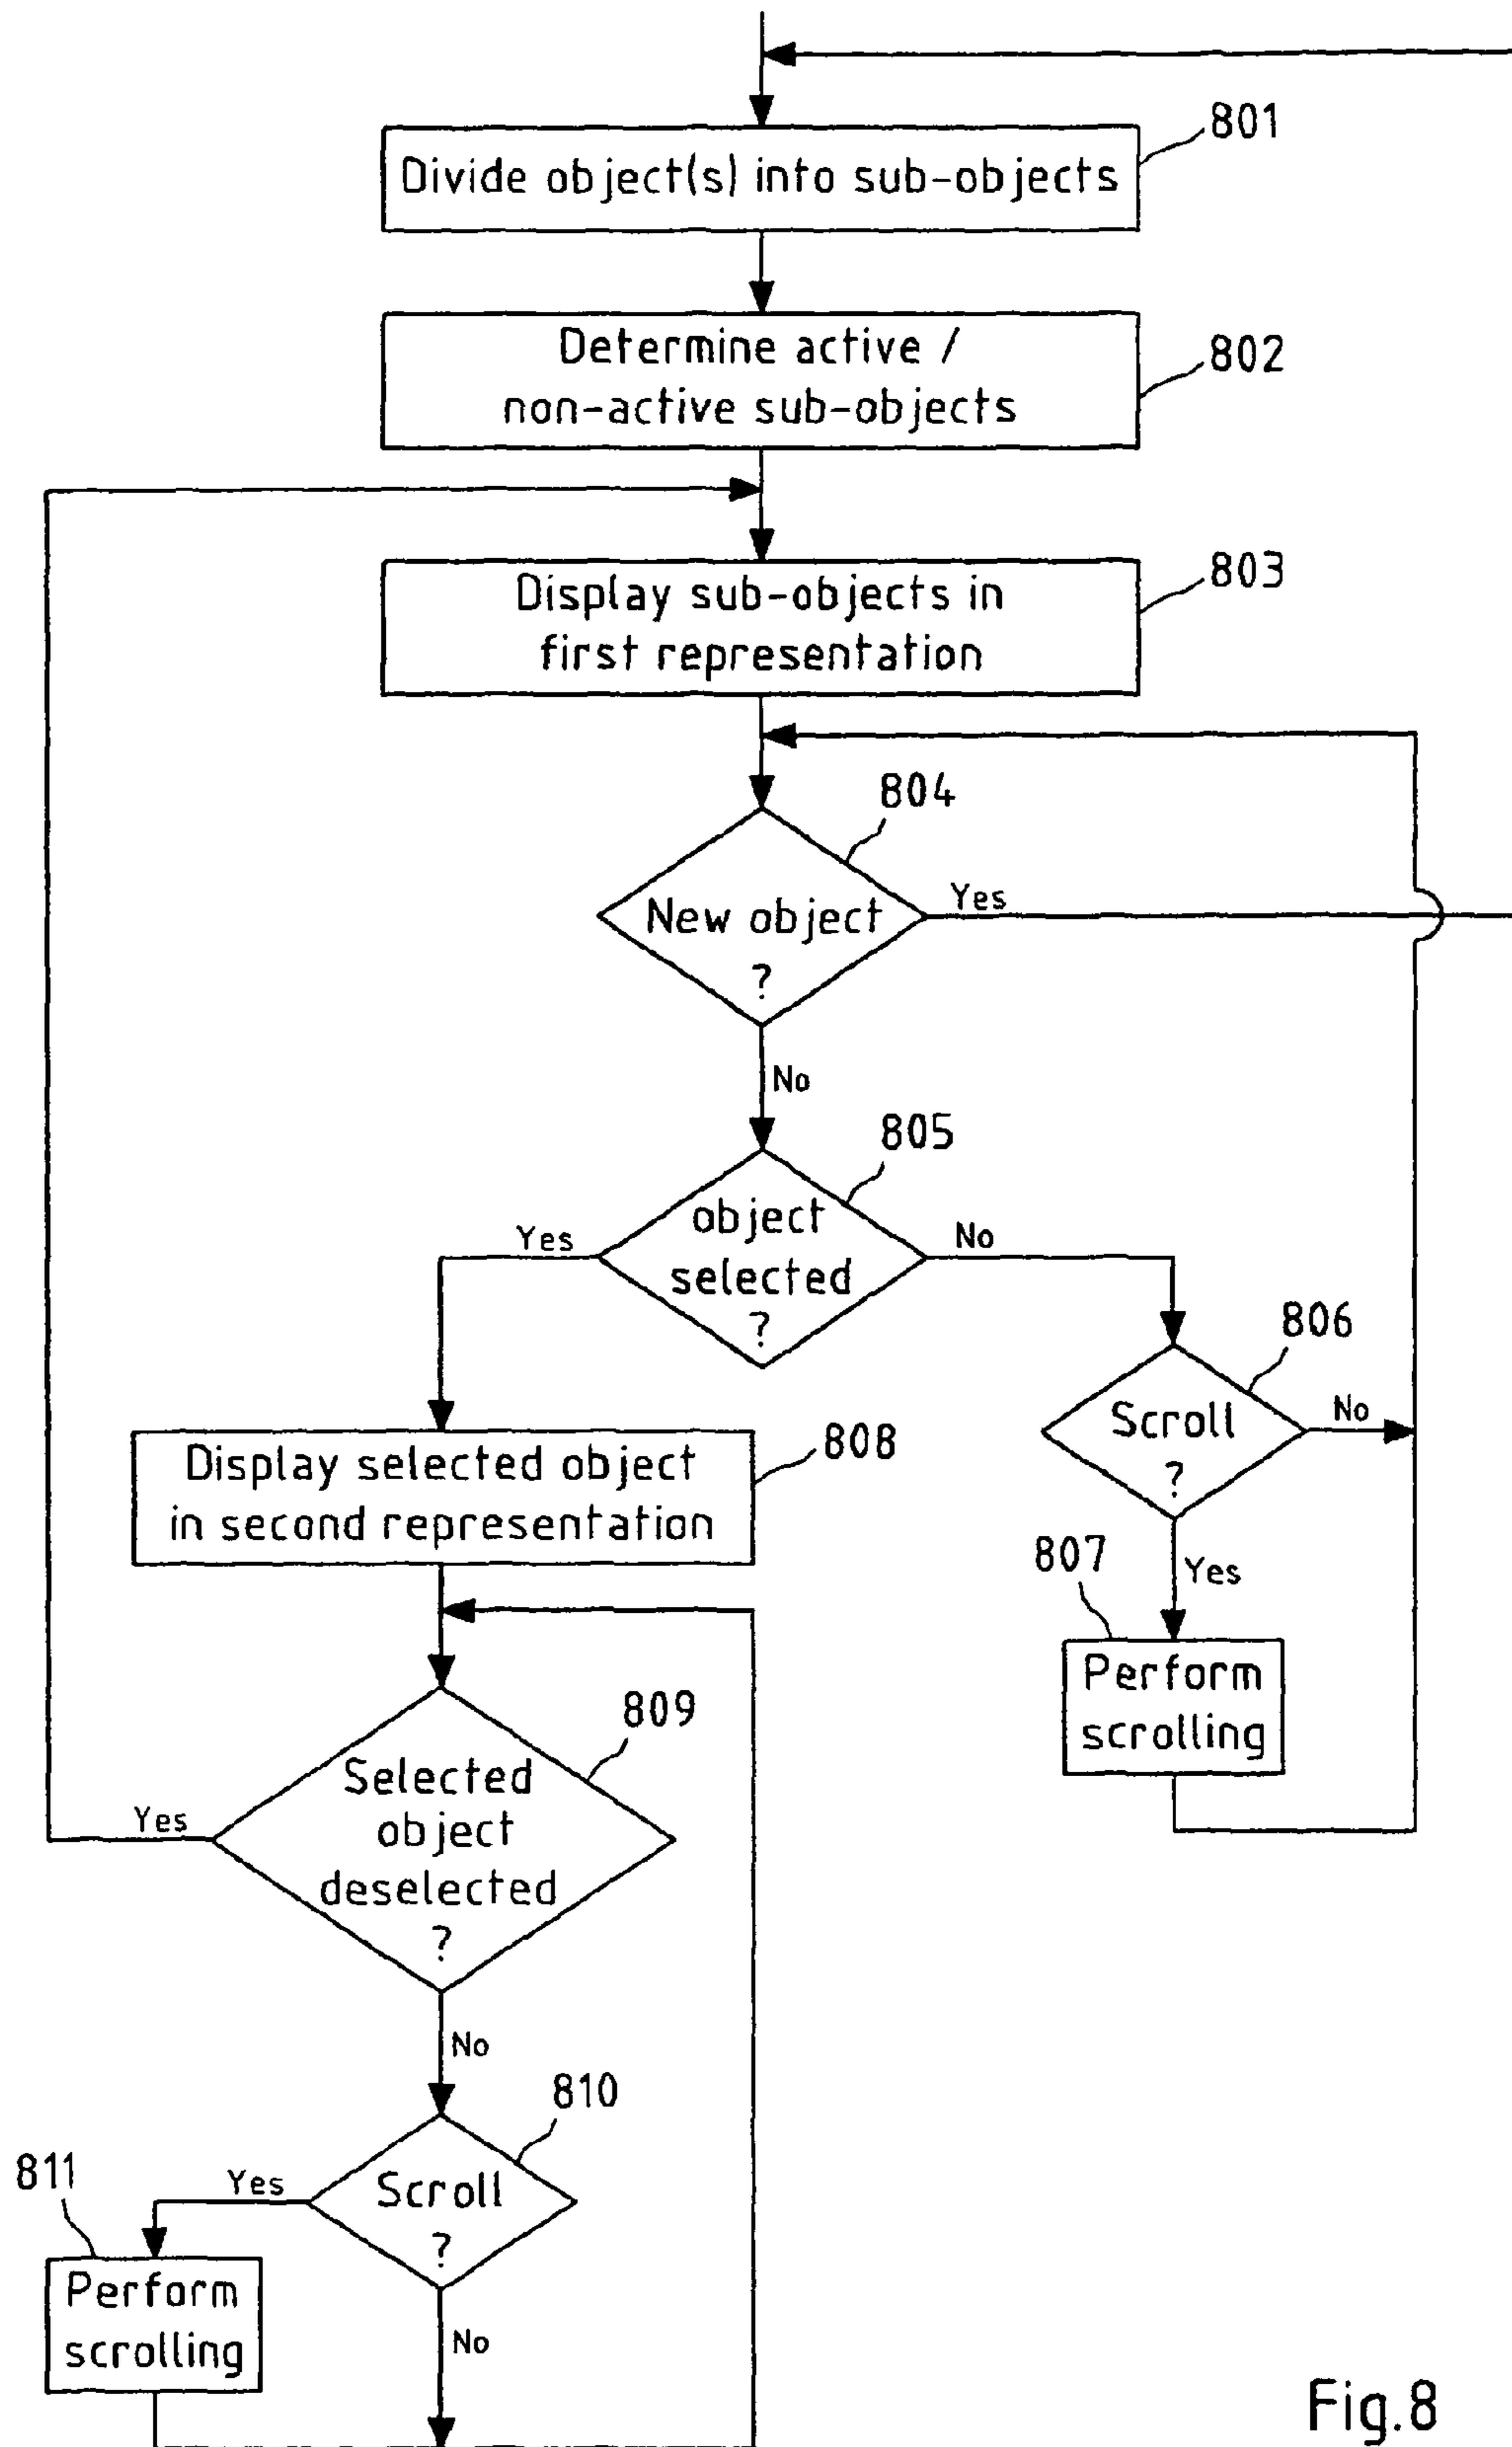 801
Divide object(s) into sub-objects
802
Determine active /
non-active sub-objects
803
Display sub-objects in
first representation
804
New object
?
Yes
No
805
object
selected
?
Yes
No
806
Scroll
?
No
Yes
807
Perform
scrolling
808
Display selected object
in second representation
809
Selected
object
deselected
?
Yes
No
810
Scroll
?
Yes
No
811
Perform
scrolling
Fig.8